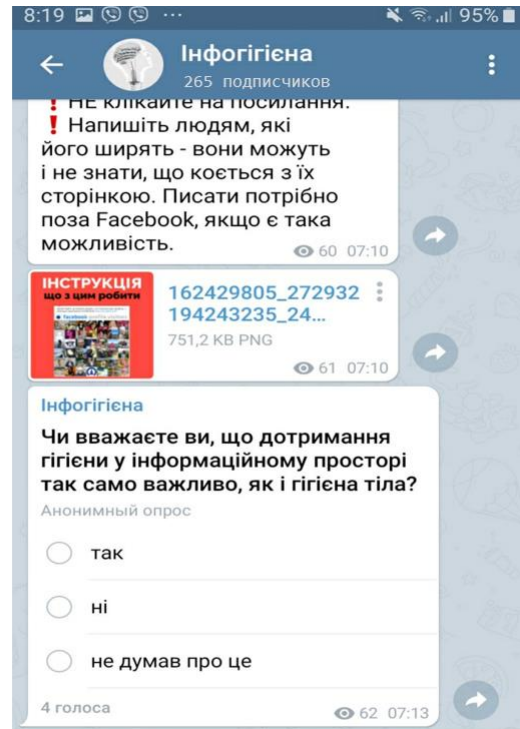 8:19 ... 95%
Інфогігієна
265 подписчиков
❗ НЕ клікайте на посилання.
❗ Напишіть людям, які
його ширять - вони можуть
і не знати, що коється з їх
сторінкою. Писати потрібно
поза Facebook, якщо є така
можливість.
60 07:10
ІНСТРУКЦІЯ
що з цим робити
162429805_272932
194243235_24...
751,2 KB PNG
61 07:10
Інфогігієна
Чи вважаєте ви, що дотримання
гігієни у інформаційному просторі
так само важливо, як і гігієна тіла?
Анонимный опрос
так
ні
не думав про це
4 голоса
62 07:13